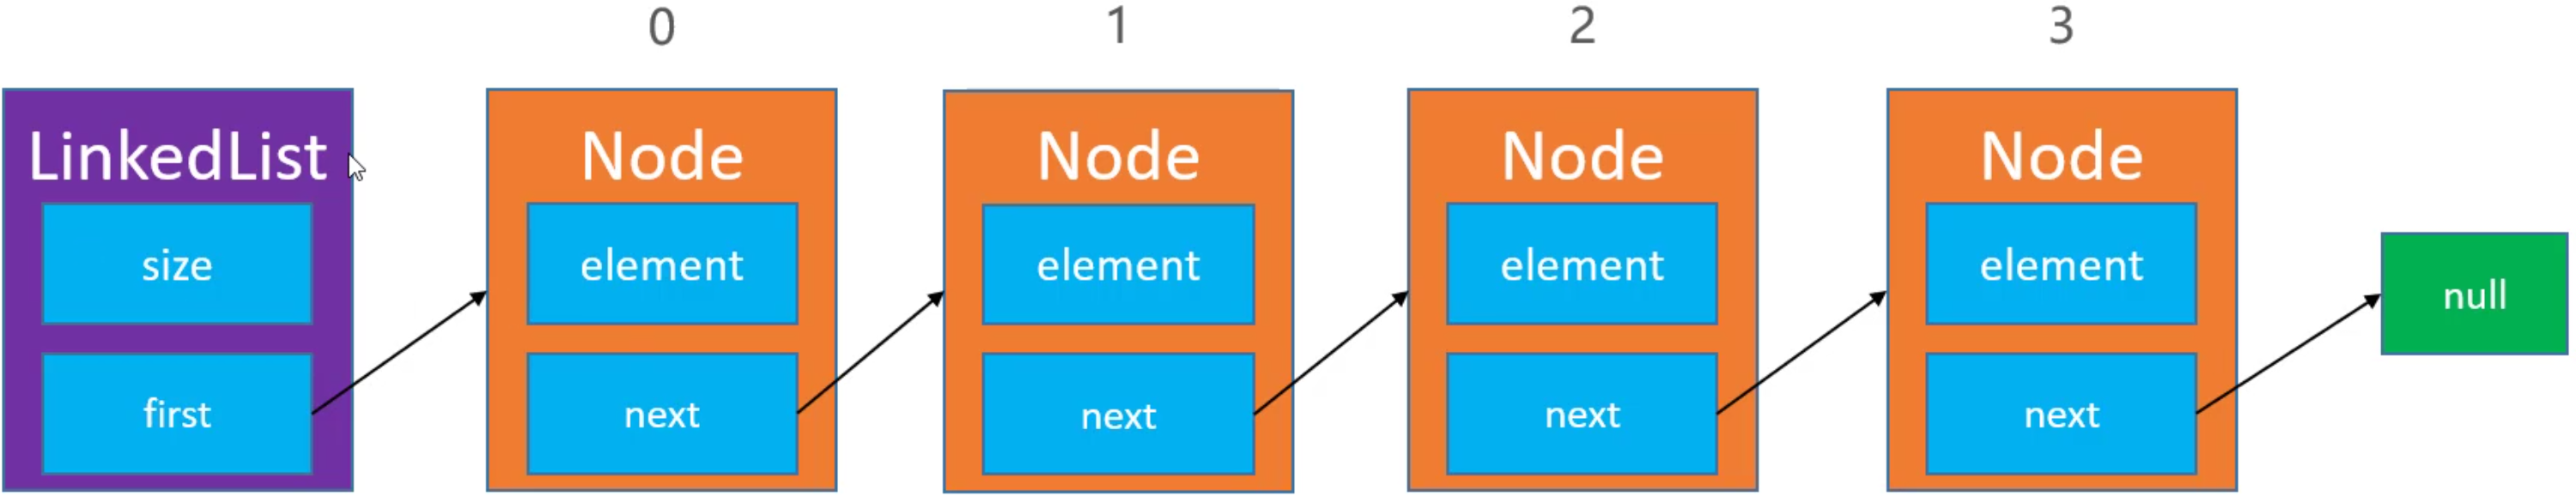 0 1 2 3
LinkedList Node Node Node Node
size element element element element
null
first next next next next